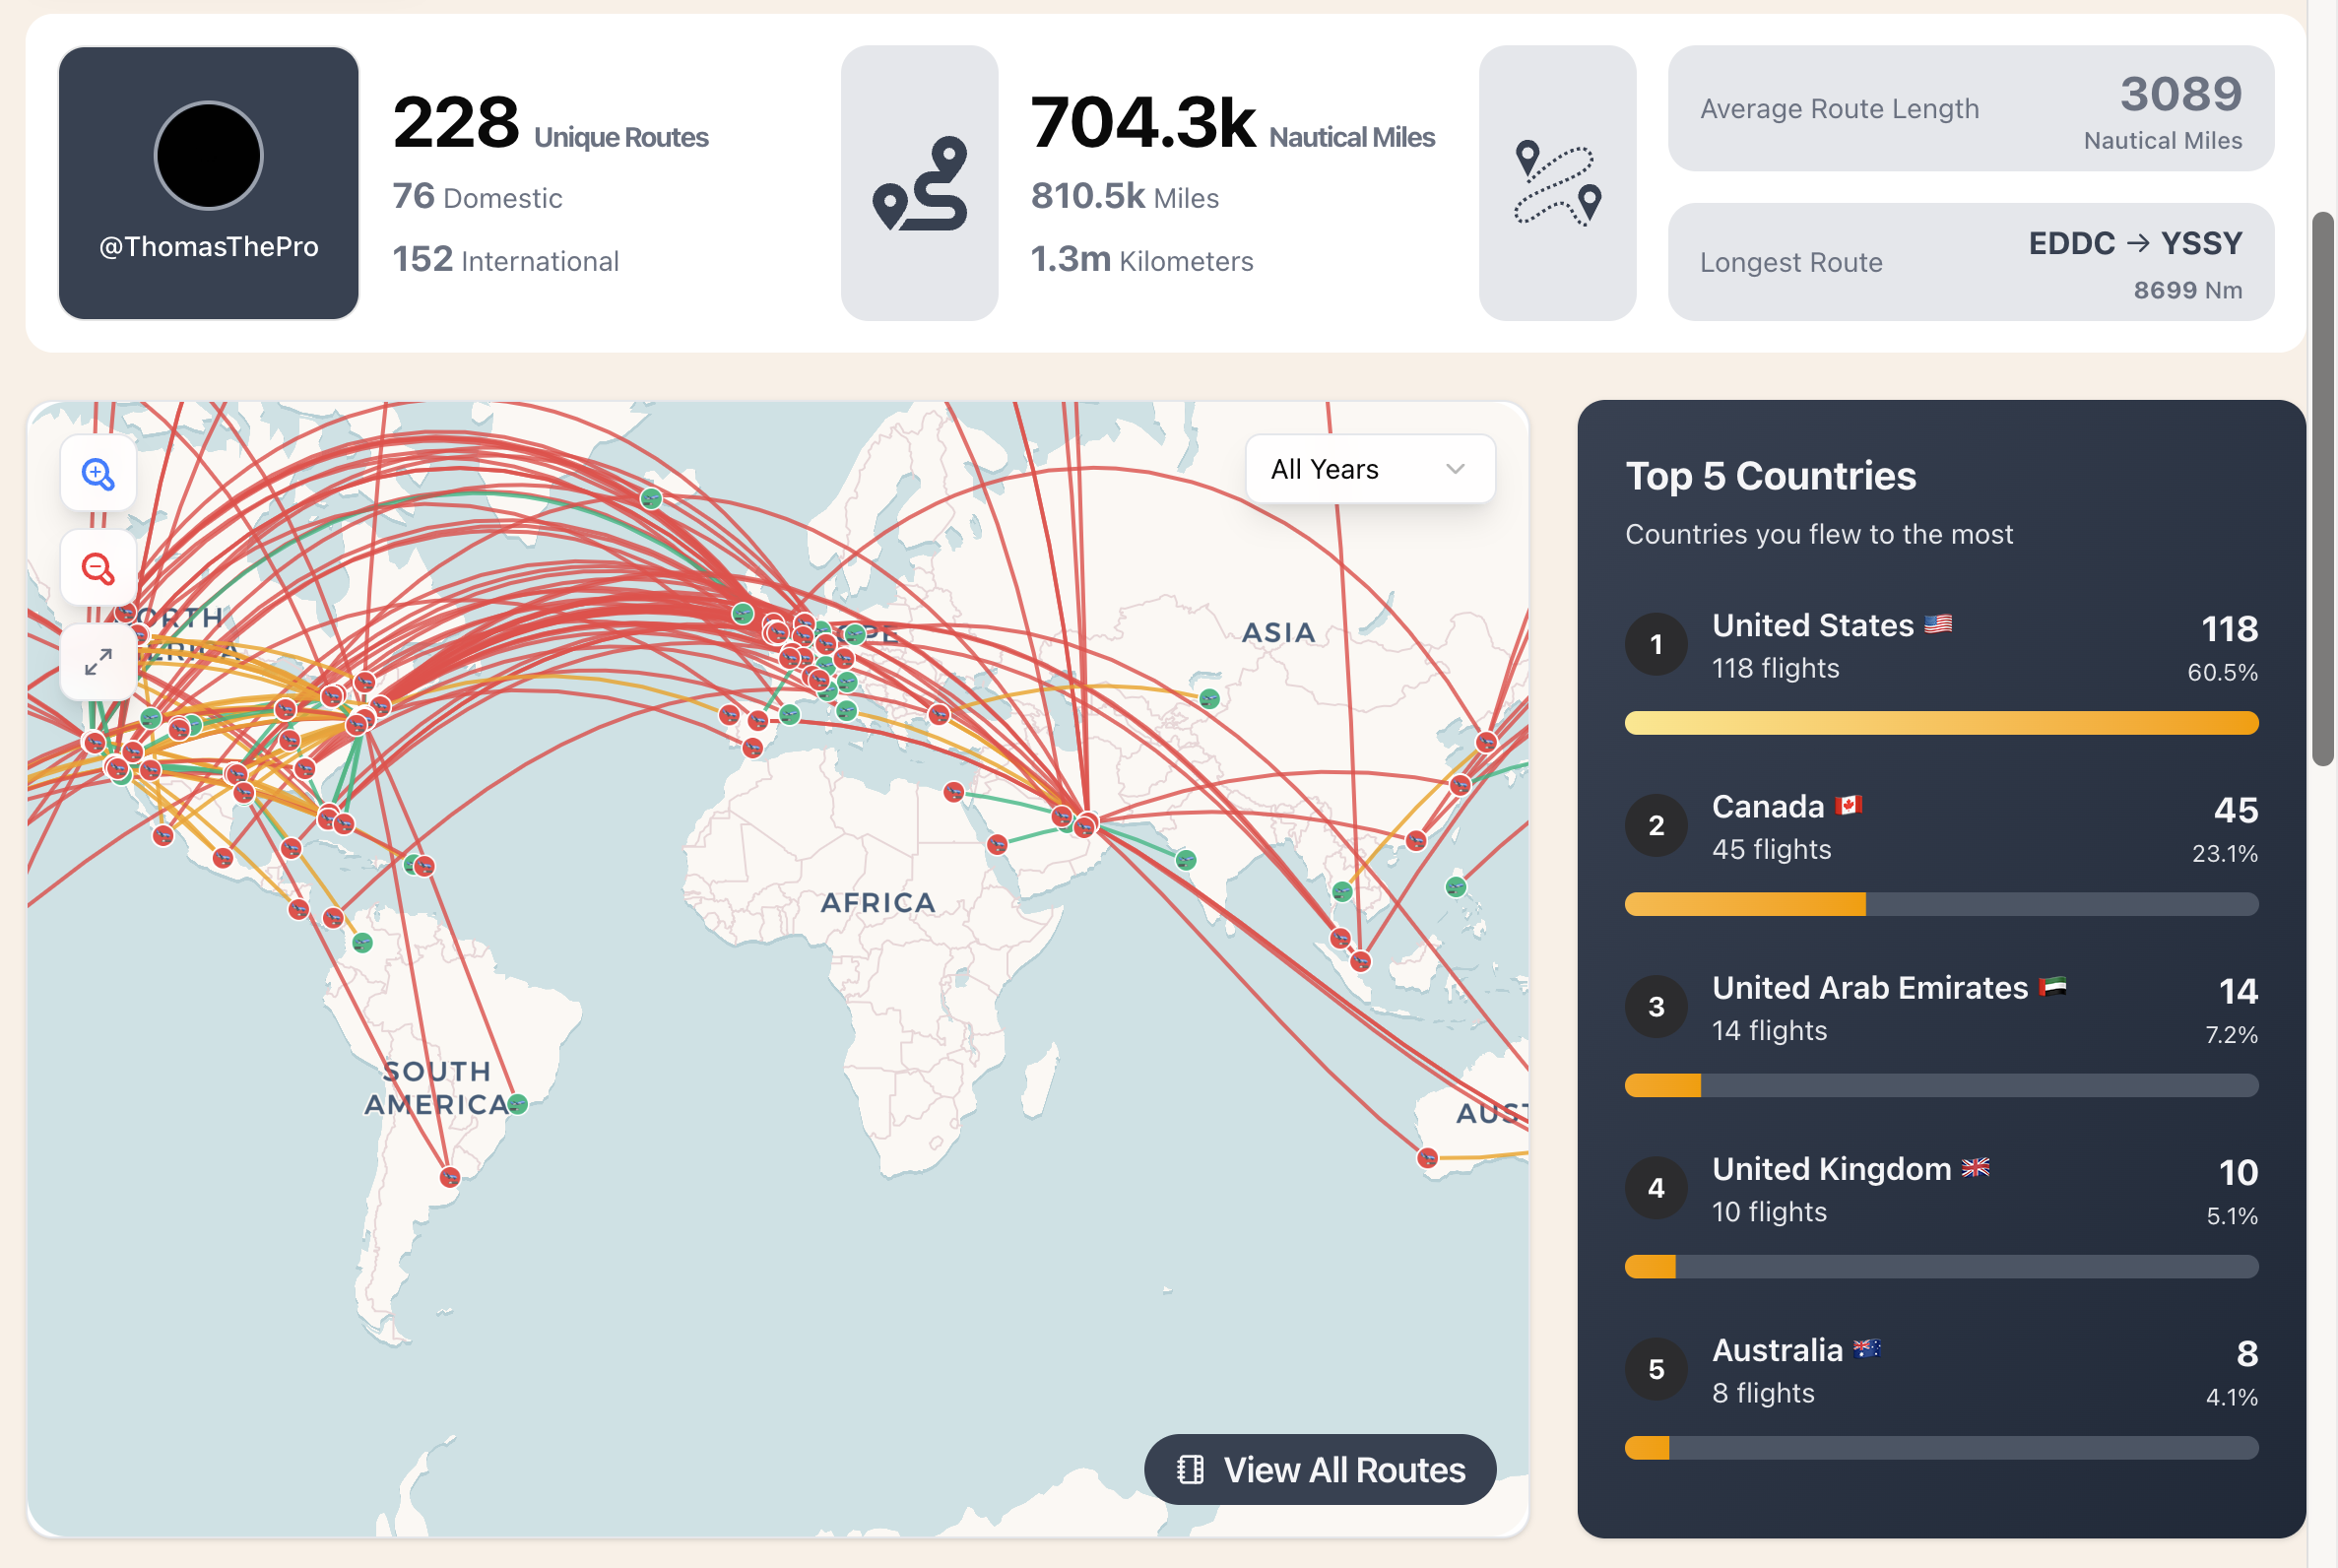 @ThomasThePro
228 Unique Routes
76 Domestic
152 International
704.3k Nautical Miles
810.5k Miles
1.3m Kilometers
Average Route Length
3089
Nautical Miles
Longest Route
EDDC → YSSY
8699 Nm
All Years
ASIA
AFRICA
SOUTH
AMERICA
View All Routes
Top 5 Countries
Countries you flew to the most
1
United States
118 flights
118
60.5%
2
Canada
45 flights
45
23.1%
3
United Arab Emirates
14 flights
14
7.2%
4
United Kingdom
10 flights
10
5.1%
5
Australia
8 flights
8
4.1%